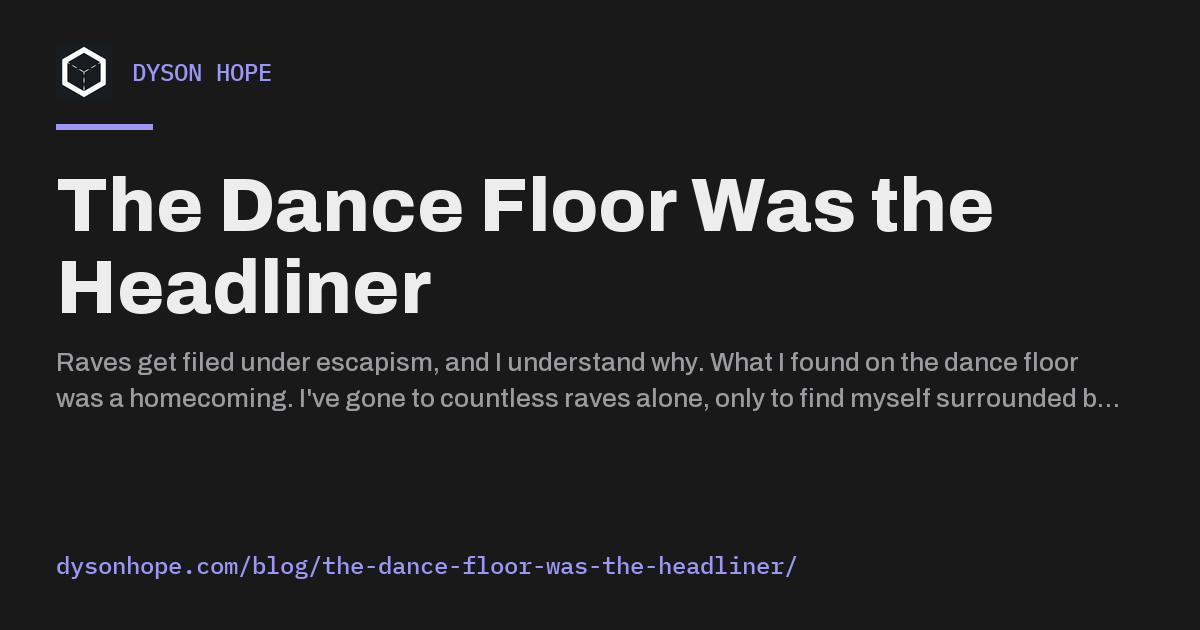 DYSON HOPE
The Dance Floor Was the
Headliner
Raves get filed under escapism, and I understand why. What I found on the dance floor
was a homecoming. I've gone to countless raves alone, only to find myself surrounded b…
dysonhope.com/blog/the-dance-floor-was-the-headliner/